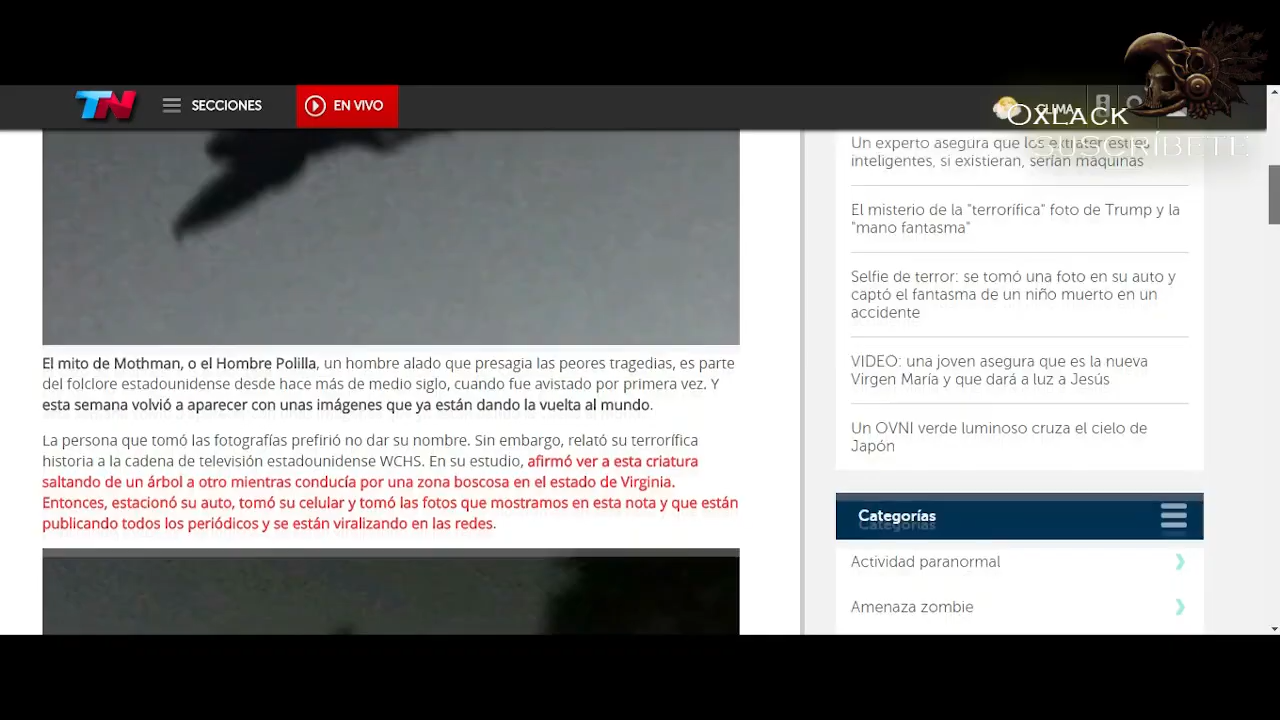 TN
SECCIONES
EN VIVO
CLIMA
OXLACK
SUSCRÍBETE
El mito de Mothman, o el Hombre Polilla, un hombre alado que presagia las peores tragedias, es parte
del folclore estadounidense desde hace más de medio siglo, cuando fue avistado por primera vez. Y
esta semana volvió a aparecer con unas imágenes que ya están dando la vuelta al mundo.
La persona que tomó las fotografías prefirió no dar su nombre. Sin embargo, relató su terrorífica
historia a la cadena de televisión estadounidense WCHS. En su estudio, afirmó ver a esta criatura
saltando de un árbol a otro mientras conducía por una zona boscosa en el estado de Virginia.
Entonces, estacionó su auto, tomó su celular y tomó las fotos que mostramos en esta nota y que están
publicando todos los periódicos y se están viralizando en las redes.
Un experto asegura que los extraterrestres
inteligentes, si existieran, serían máquinas
El misterio de la "terrorífica" foto de Trump y la
"mano fantasma"
Selfie de terror: se tomó una foto en su auto y
captó el fantasma de un niño muerto en un
accidente
VIDEO: una joven asegura que es la nueva
Virgen María y que dará a luz a Jesús
Un OVNI verde luminoso cruza el cielo de
Japón
Categorías
Actividad paranormal
Amenaza zombie